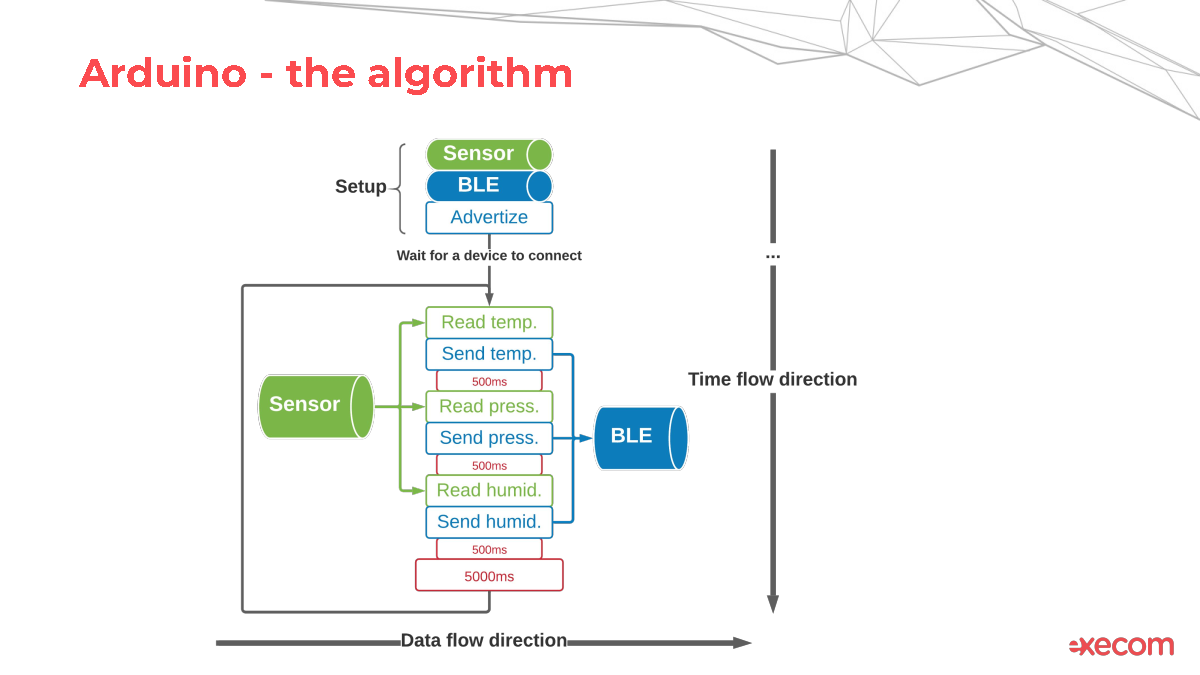 Arduino - the algorithm
Setup
Sensor
BLE
Advertize
Wait for a device to connect
...
Read temp.
Send temp.
500ms
Read press.
Send press.
500ms
Read humid.
Send humid.
500ms
5000ms
Sensor
BLE
Time flow direction
Data flow direction
execom